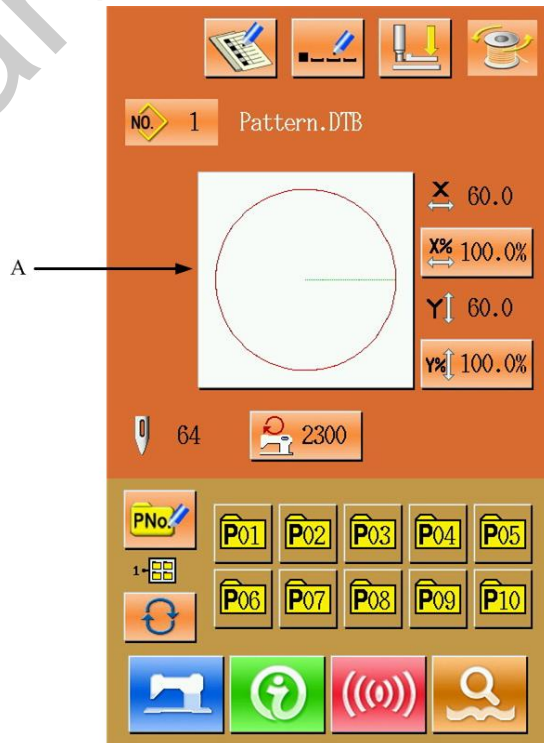 NO. 1 Pattern.DTB
X 60.0
X% 100.0%
A
Y 60.0
Y% 100.0%
64 2300
PNo.
P01 P02 P03 P04 P05
1-
P06 P07 P08 P09 P10